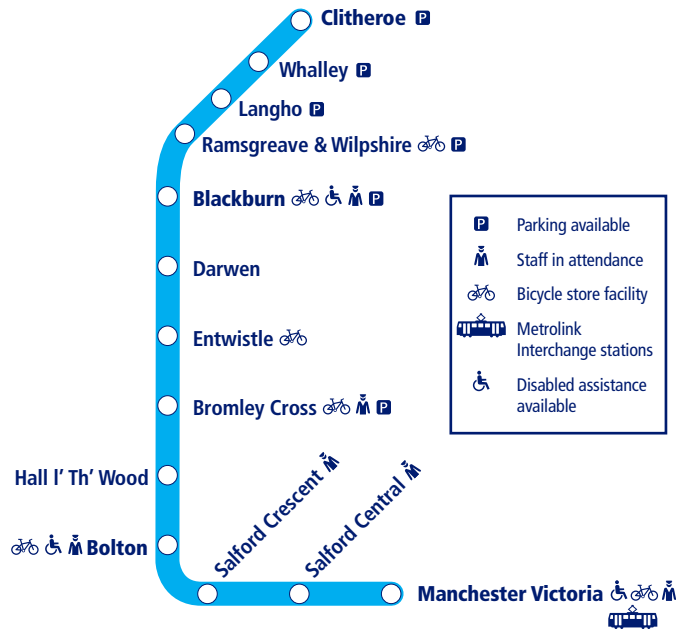 Clitheroe P
Whalley P
Langho P
Ramsgreave & Wilpshire P
Blackburn P
Darwen
Entwistle
Bromley Cross P
Hall I' Th' Wood
Bolton
Salford Crescent
Salford Central
Manchester Victoria
P Parking available
Staff in attendance
Bicycle store facility
Metrolink
Interchange stations
Disabled assistance
available